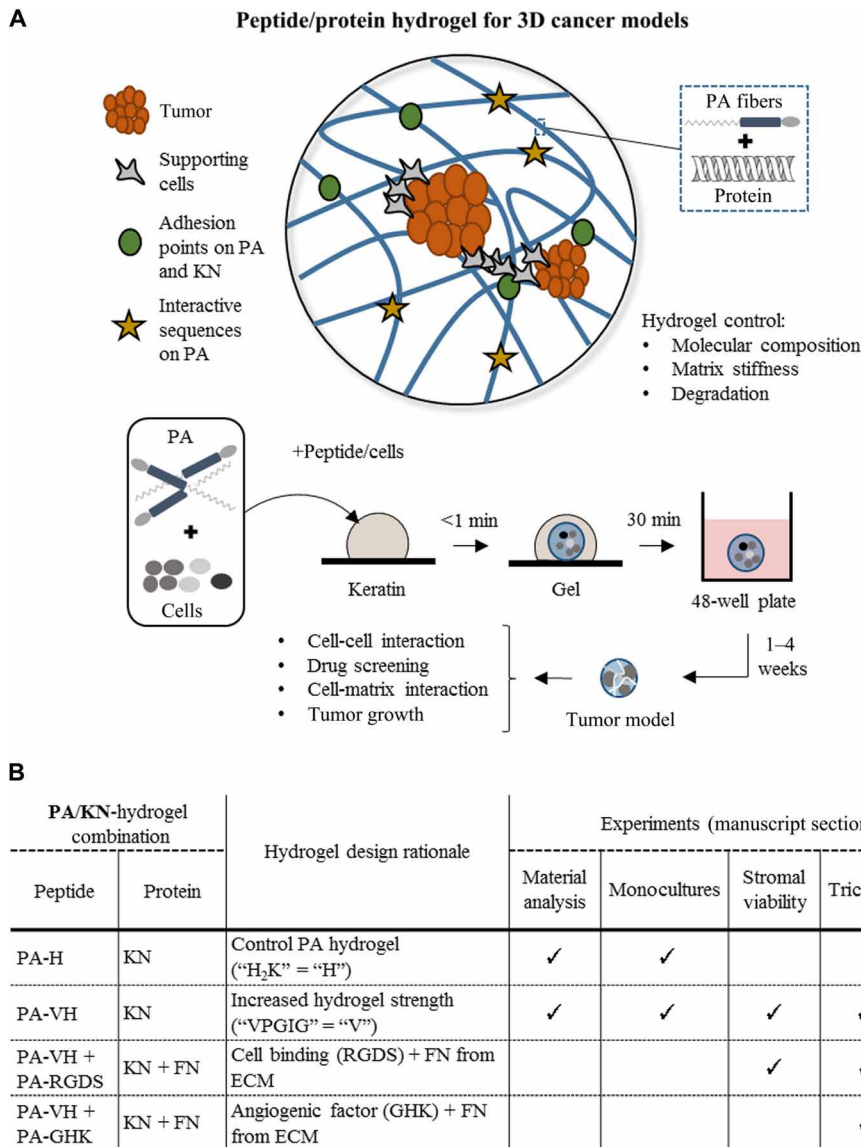 A
Peptide/protein hydrogel for 3D cancer models
Tumor
Supporting
cells
Adhesion
points on PA
and KN
Interactive
sequences
on PA
PA fibers
+
Protein
Hydrogel control:
• Molecular composition
• Matrix stiffness
• Degradation
PA
+
Cells
+Peptide/cells
Keratin
<1 min
Gel
30 min
48-well plate
1–4
weeks
Tumor model
• Cell-cell interaction
• Drug screening
• Cell-matrix interaction
• Tumor growth
B
PA/KN-hydrogel
combination
Hydrogel design rationale
Experiments (manuscript section
Peptide
Protein
Material
analysis
Monocultures
Stromal
viability
Tric
PA-H
KN
Control PA hydrogel
(“H₂K” = “H”)
✓ ✓
PA-VH
KN
Increased hydrogel strength
(“VPGIG” = “V”)
✓ ✓ ✓
PA-VH +
PA-RGDS
KN + FN
Cell binding (RGDS) + FN from
ECM
✓
PA-VH +
PA-GHK
KN + FN
Angiogenic factor (GHK) + FN
from ECM